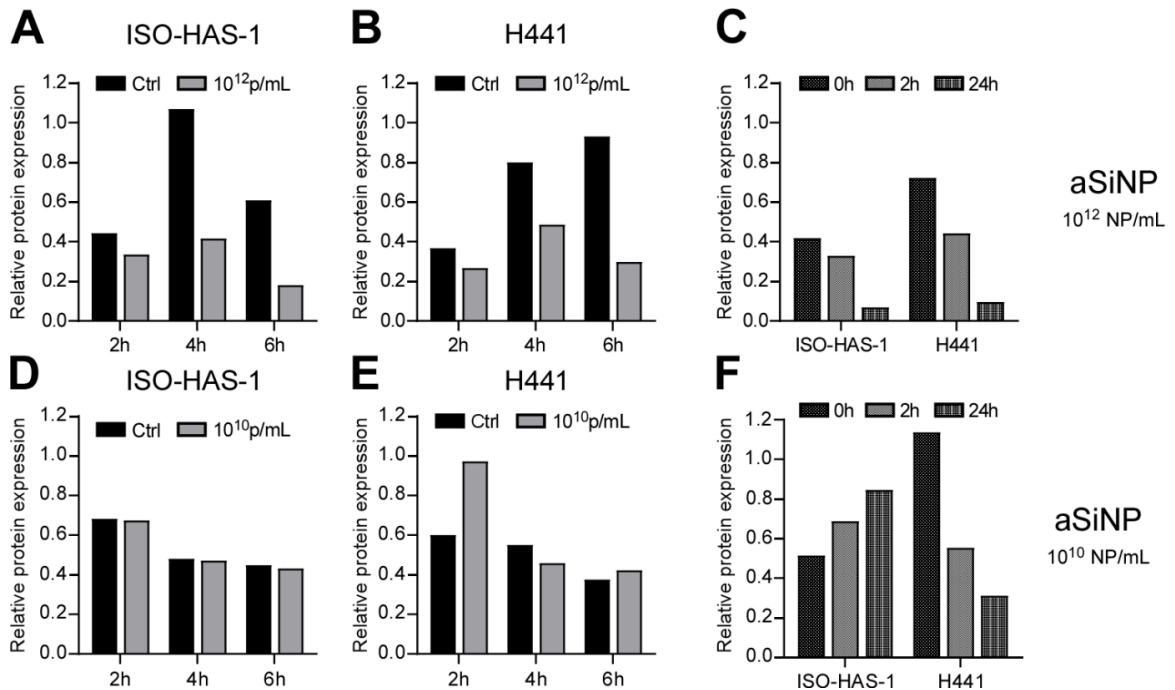 A
ISO-HAS-1
Relative protein expression
Ctrl 10¹²p/mL
1.2
1.0
0.8
0.6
0.4
0.2
0.0
2h 4h 6h
B
H441
Relative protein expression
Ctrl 10¹²p/mL
1.2
1.0
0.8
0.6
0.4
0.2
0.0
2h 4h 6h
C
Relative protein expression
0h 2h 24h
1.2
1.0
0.8
0.6
0.4
0.2
0.0
ISO-HAS-1 H441
aSiNP
10¹² NP/mL
D
ISO-HAS-1
Relative protein expression
Ctrl 10¹⁰p/mL
1.2
1.0
0.8
0.6
0.4
0.2
0.0
2h 4h 6h
E
H441
Relative protein expression
Ctrl 10¹⁰p/mL
1.2
1.0
0.8
0.6
0.4
0.2
0.0
2h 4h 6h
F
Relative protein expression
0h 2h 24h
1.2
1.0
0.8
0.6
0.4
0.2
0.0
ISO-HAS-1 H441
aSiNP
10¹⁰ NP/mL